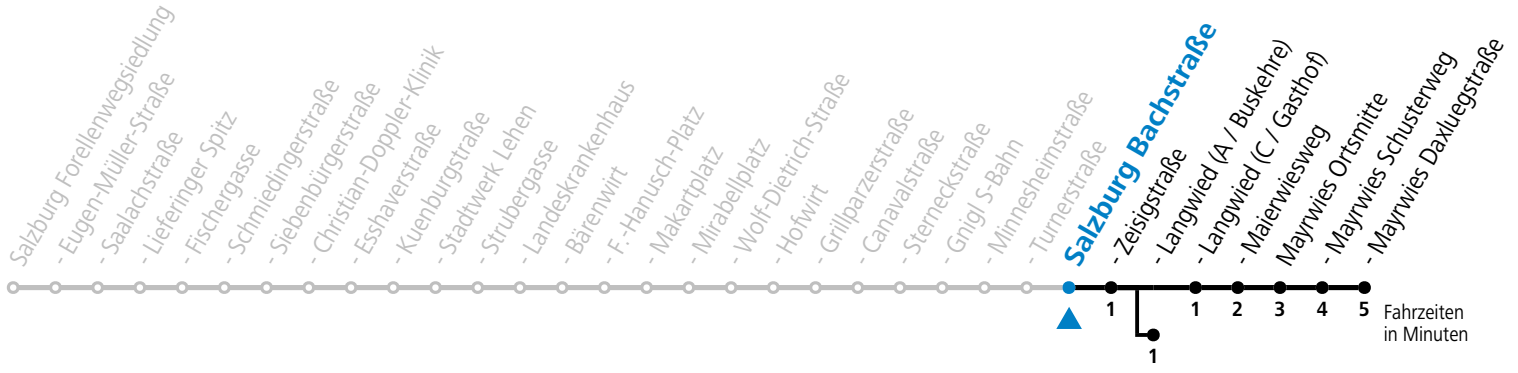 Salzburg Forellenwegsiedlung
- Eugen-Müller-Straße
- Saalachstraße
- Lieferinger Spitz
- Fischergasse
- Schmiedingerstraße
- Siebenbürgerstraße
- Christian-Doppler-Klinik
- Esshaverstraße
- Kuenburgstraße
- Stadtwerk Lehen
- Strubergasse
- Landeskrankenhaus
- Bärenwirt
- F.-Hanusch-Platz
- Makartplatz
- Mirabellplatz
- Wolf-Dietrich-Straße
- Hofwirt
- Grillparzerstraße
- Canavalstraße
- Sterneckstraße
- Gnigl S-Bahn
- Minnesheimstraße
- Turnerstraße
Salzburg Bachstraße
- Zeisigstraße
- Langwied (A / Buskehre)
- Langwied (C / Gasthof)
- Maierwiesweg
Mayrwies Ortsmitte
- Mayrwies Schusterweg
- Mayrwies Daxluegstraße
1 1 2 3 4 5
Fahrzeiten
in Minuten
1